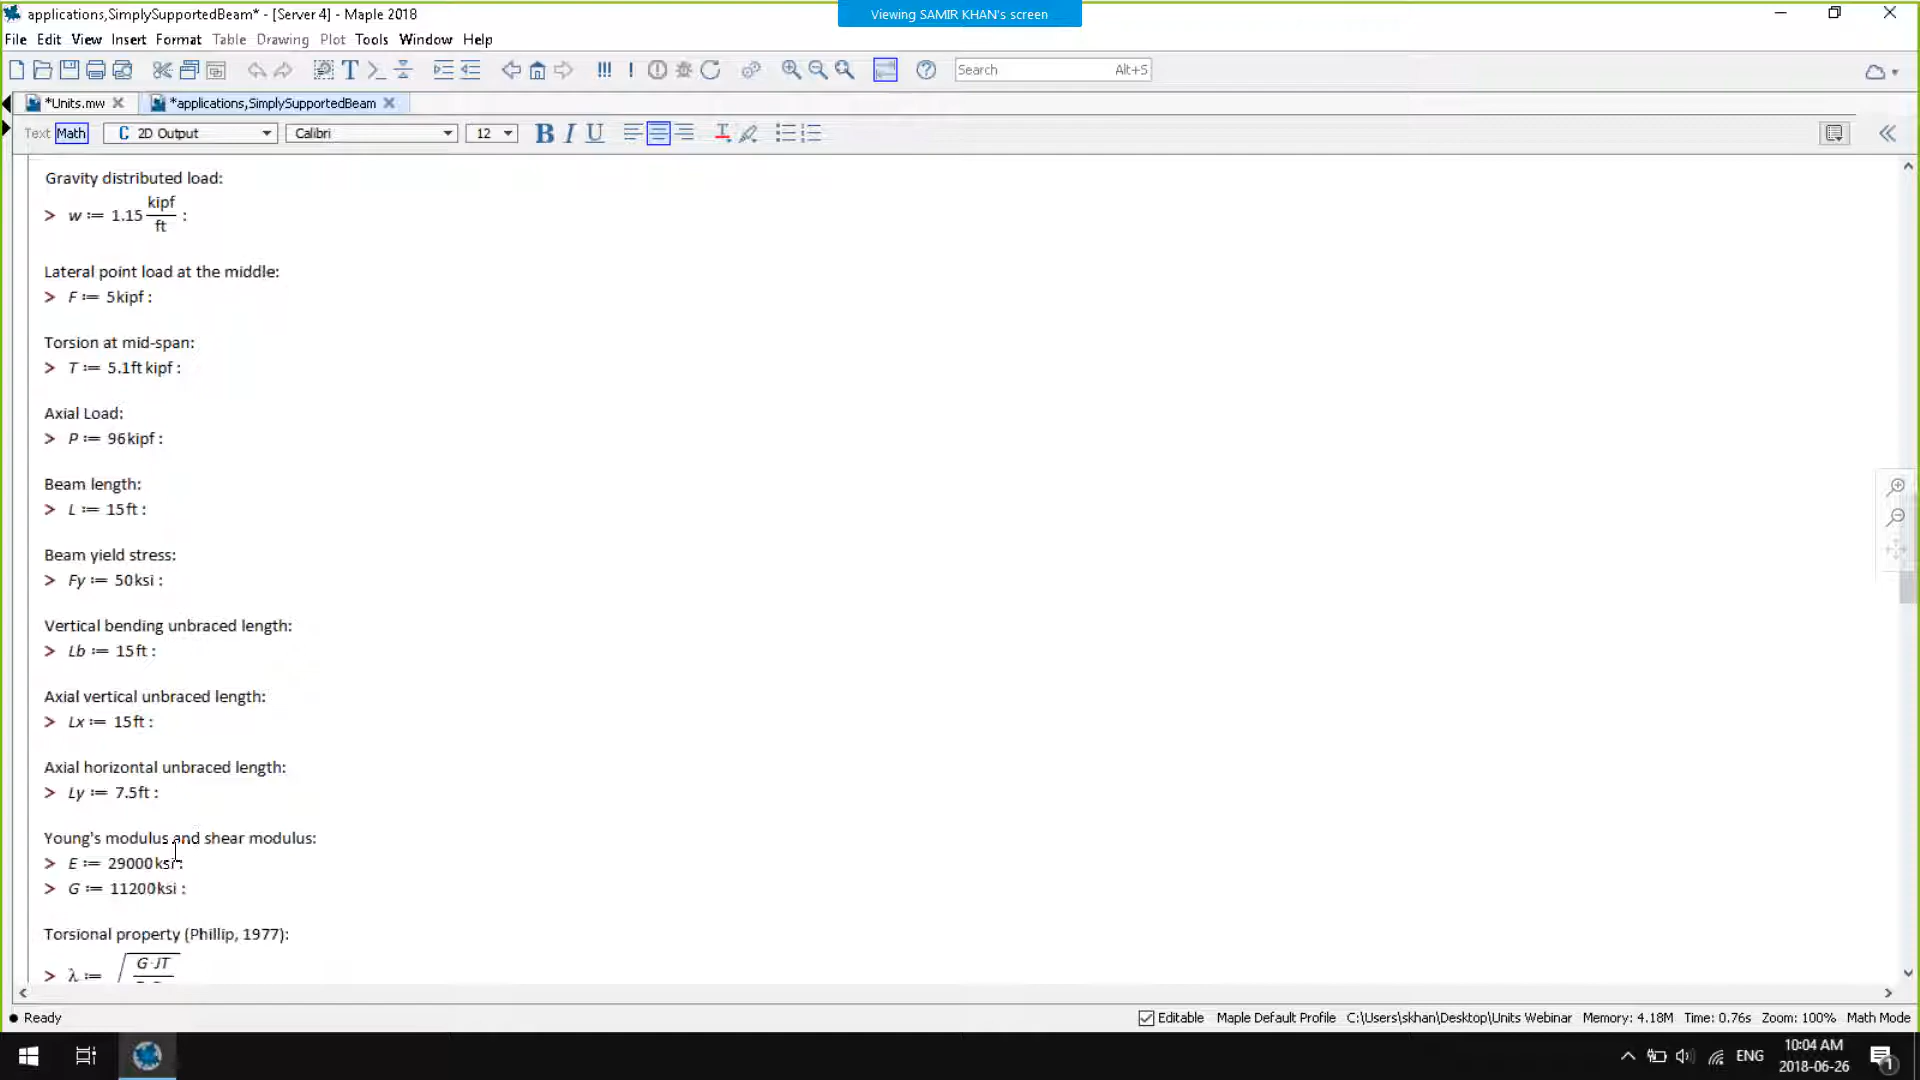 applications,SimplySupportedBeam* - [Server 4] - Maple 2018
Viewing SAMIR KHAN's screen
File Edit View Insert Format Table Drawing Plot Tools Window Help
Search Alt+5
*Units.mw *applications,SimplySupportedBeam
Text Math C 2D Output Calibri 12 B I U
Gravity distributed load:
> w := 1.15 kipf/ft :
Lateral point load at the middle:
> F := 5kipf :
Torsion at mid-span:
> T := 5.1ft kipf :
Axial Load:
> P := 96kipf :
Beam length:
> L := 15ft :
Beam yield stress:
> Fy := 50ksi :
Vertical bending unbraced length:
> Lb := 15ft :
Axial vertical unbraced length:
> Lx := 15ft :
Axial horizontal unbraced length:
> Ly := 7.5ft :
Young's modulus and shear modulus:
> E := 29000ksi :
> G := 11200ksi :
Torsional property (Phillip, 1977):
> λ := √ G·JT
Ready
Editable Maple Default Profile C:\Users\skhan\Desktop\Units Webinar Memory: 4.18M Time: 0.76s Zoom: 100% Math Mode
ENG 10:04 AM
2018-06-26
1